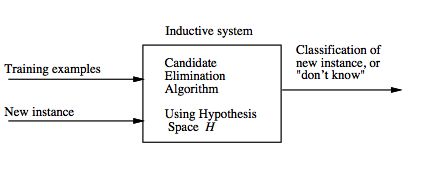 Inductive system
Training examples
New instance
Candidate
Elimination
Algorithm
Using Hypothesis
Space H
Classification of
new instance, or
"don't know"